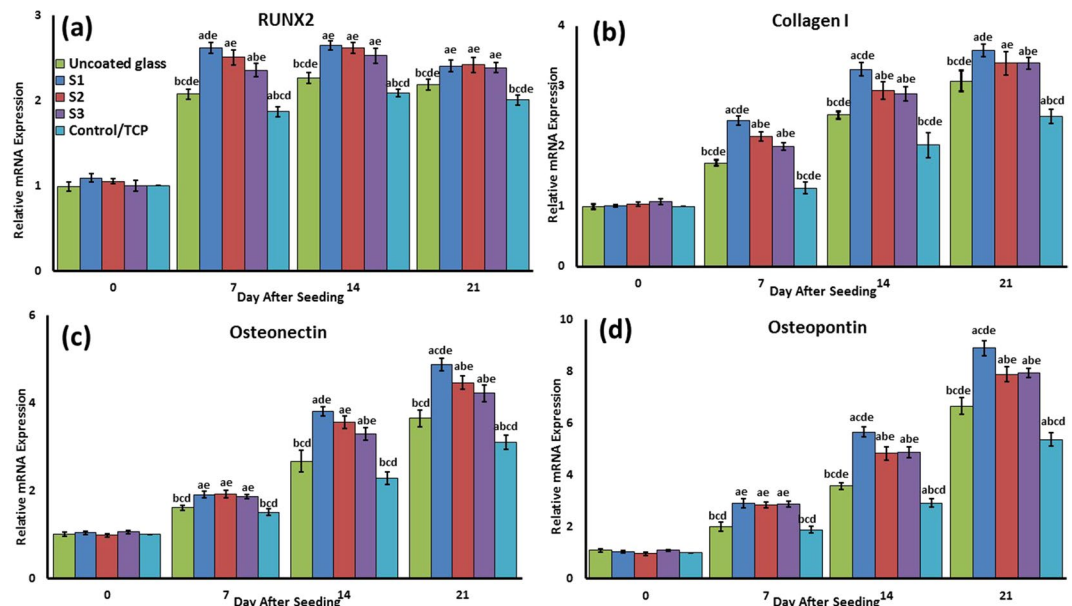 (a)
RUNX2
Relative mRNA Expression
3
2
1
0
Uncoated glass
S1
S2
S3
Control/TCP
bcde ade ae abe abcd
bcde ae ae ae abcd
bcde ae ae ae bcde
0 7 14 21
Day After Seeding
(b)
Collagen I
Relative mRNA Expression
4
3
2
1
0
bcde acde abe abe bcde
bcde acde abe abe bcde
bcde ade ae abe abcd
0 7 14 21
Day After Seeding
(c)
Osteonectin
Relative mRNA Expression
6
4
2
0
bcd ae ae ae bcd
bcd ade ae abe bcd
bcd acde abe abe bcd
0 7 14 21
Day After Seeding
(d)
Osteopontin
Relative mRNA Expression
10
8
6
4
2
0
bcd ae ae ae bcd
bcde acde abe abe abcd
bcde acde abe abe bcde
0 7 14 21
Day After Seeding